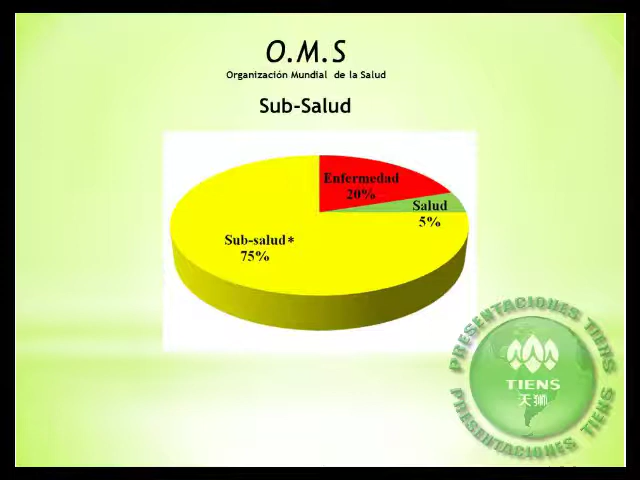 O.M.S
Organización Mundial de la Salud
Sub-Salud
Enfermedad
20%
Salud
5%
Sub-salud*
75%
PRESENTACIONES TIENS
TIENS
天狮
PRESENTACIONES TIENS